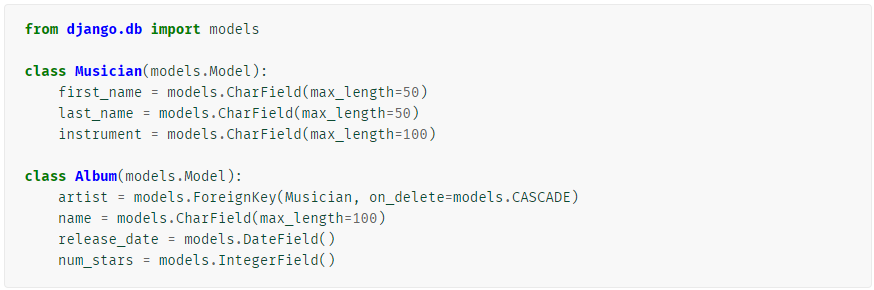 from django.db import models

class Musician(models.Model):
    first_name = models.CharField(max_length=50)
    last_name = models.CharField(max_length=50)
    instrument = models.CharField(max_length=100)

class Album(models.Model):
    artist = models.ForeignKey(Musician, on_delete=models.CASCADE)
    name = models.CharField(max_length=100)
    release_date = models.DateField()
    num_stars = models.IntegerField()